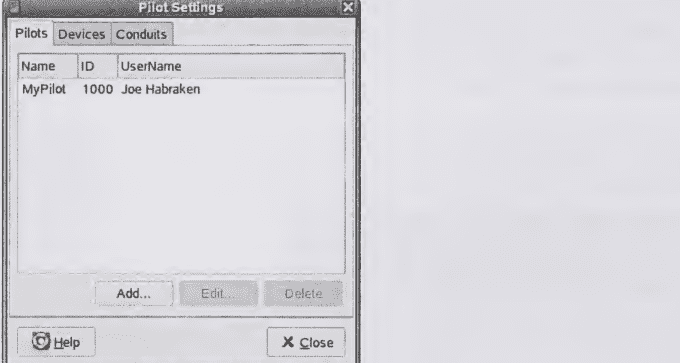 Pilot Settings
Pilots Devices Conduits
Name ID UserName
MyPilot 1000 Joe Habraken
Add... Edit... Delete
Help Close